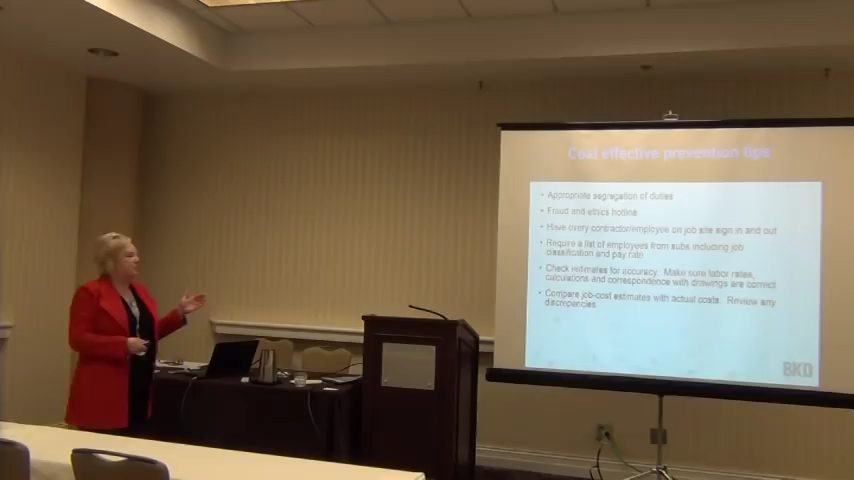 Cost effective prevention tips
• Appropriate segregation of duties
• Fraud and ethics hotline
• Have every contractor/employee on job site sign in and out
• Require a list of employees from subs including job
classification and pay rate
• Check estimates for accuracy. Make sure labor rates,
calculations and correspondence with drawings are correct
• Compare job-cost estimates with actual costs. Review any
discrepancies
BKD